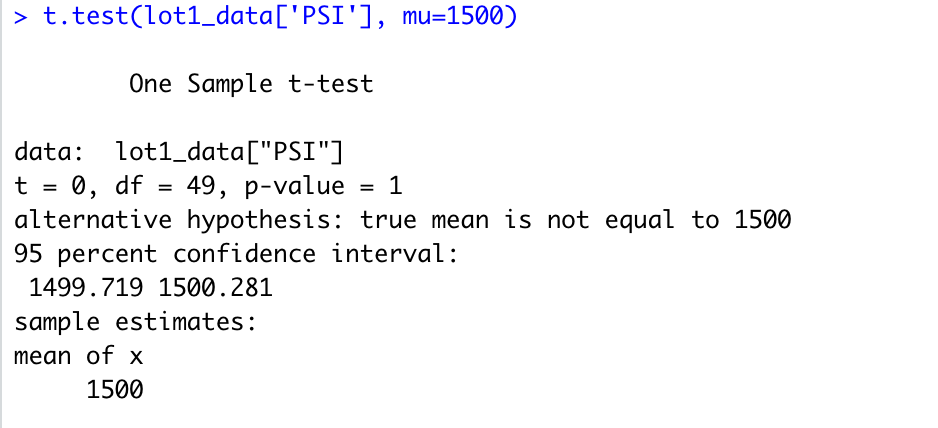 > t.test(lot1_data['PSI'], mu=1500)
One Sample t-test
data:  lot1_data["PSI"]
t = 0, df = 49, p-value = 1
alternative hypothesis: true mean is not equal to 1500
95 percent confidence interval:
 1499.719 1500.281
sample estimates:
mean of x
     1500